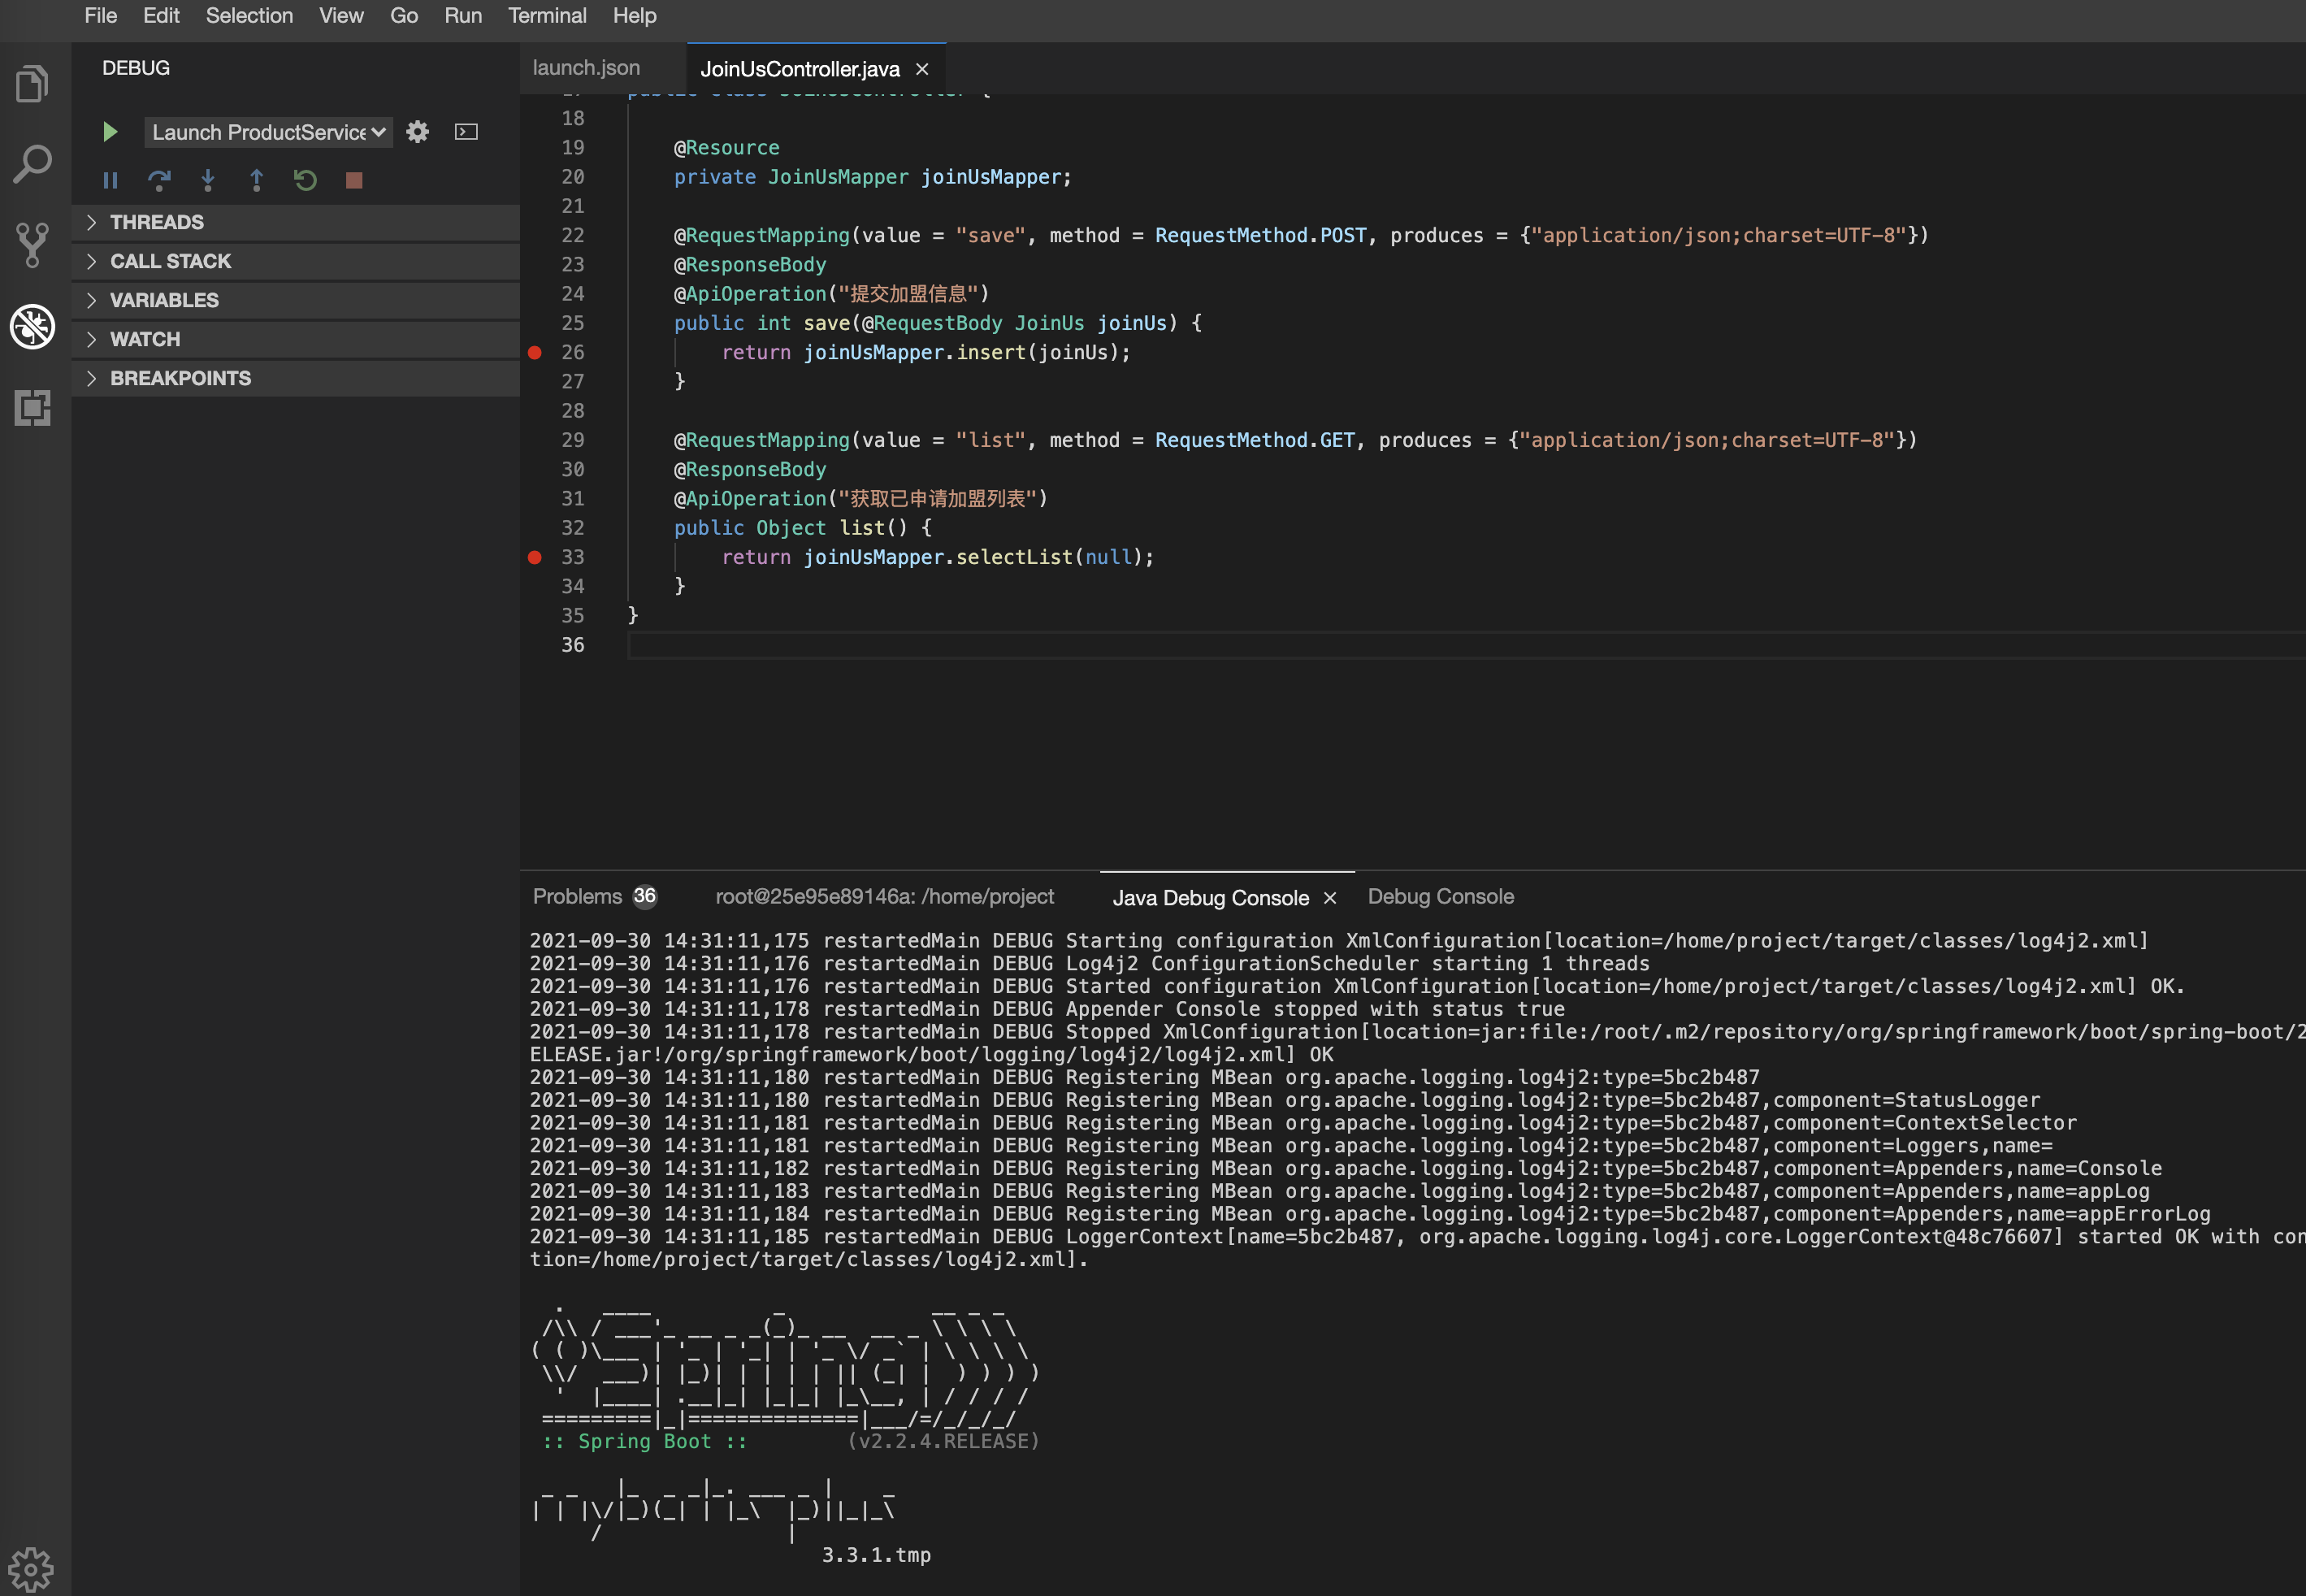 File Edit Selection View Go Run Terminal Help
DEBUG
Launch ProductService
THREADS
CALL STACK
VARIABLES
WATCH
BREAKPOINTS
launch.json JoinUsController.java
18
19 @Resource
20 private JoinUsMapper joinUsMapper;
21
22 @RequestMapping(value = "save", method = RequestMethod.POST, produces = {"application/json;charset=UTF-8"})
23 @ResponseBody
24 @ApiOperation("提交加盟信息")
25 public int save(@RequestBody JoinUs joinUs) {
26 return joinUsMapper.insert(joinUs);
27 }
28
29 @RequestMapping(value = "list", method = RequestMethod.GET, produces = {"application/json;charset=UTF-8"})
30 @ResponseBody
31 @ApiOperation("获取已申请加盟列表")
32 public Object list() {
33 return joinUsMapper.selectList(null);
34 }
35 }
36
Problems 36 root@25e95e89146a: /home/project Java Debug Console Debug Console
2021-09-30 14:31:11,175 restartedMain DEBUG Starting configuration XmlConfiguration[location=/home/project/target/classes/log4j2.xml]
2021-09-30 14:31:11,176 restartedMain DEBUG Log4j2 ConfigurationScheduler starting 1 threads
2021-09-30 14:31:11,176 restartedMain DEBUG Started configuration XmlConfiguration[location=/home/project/target/classes/log4j2.xml] OK.
2021-09-30 14:31:11,178 restartedMain DEBUG Appender Console stopped with status true
2021-09-30 14:31:11,178 restartedMain DEBUG Stopped XmlConfiguration[location=jar:file:/root/.m2/repository/org/springframework/boot/spring-boot/2
ELEASE.jar!/org/springframework/boot/logging/log4j2/log4j2.xml] OK
2021-09-30 14:31:11,180 restartedMain DEBUG Registering MBean org.apache.logging.log4j2:type=5bc2b487
2021-09-30 14:31:11,180 restartedMain DEBUG Registering MBean org.apache.logging.log4j2:type=5bc2b487,component=StatusLogger
2021-09-30 14:31:11,181 restartedMain DEBUG Registering MBean org.apache.logging.log4j2:type=5bc2b487,component=ContextSelector
2021-09-30 14:31:11,181 restartedMain DEBUG Registering MBean org.apache.logging.log4j2:type=5bc2b487,component=Loggers,name=
2021-09-30 14:31:11,182 restartedMain DEBUG Registering MBean org.apache.logging.log4j2:type=5bc2b487,component=Appenders,name=Console
2021-09-30 14:31:11,183 restartedMain DEBUG Registering MBean org.apache.logging.log4j2:type=5bc2b487,component=Appenders,name=appLog
2021-09-30 14:31:11,184 restartedMain DEBUG Registering MBean org.apache.logging.log4j2:type=5bc2b487,component=Appenders,name=appErrorLog
2021-09-30 14:31:11,185 restartedMain DEBUG LoggerContext[name=5bc2b487, org.apache.logging.log4j.core.LoggerContext@48c76607] started OK with con
tion=/home/project/target/classes/log4j2.xml].
Spring
:: Spring Boot :: (v2.2.4.RELEASE)
mybatis plus
3.3.1.tmp